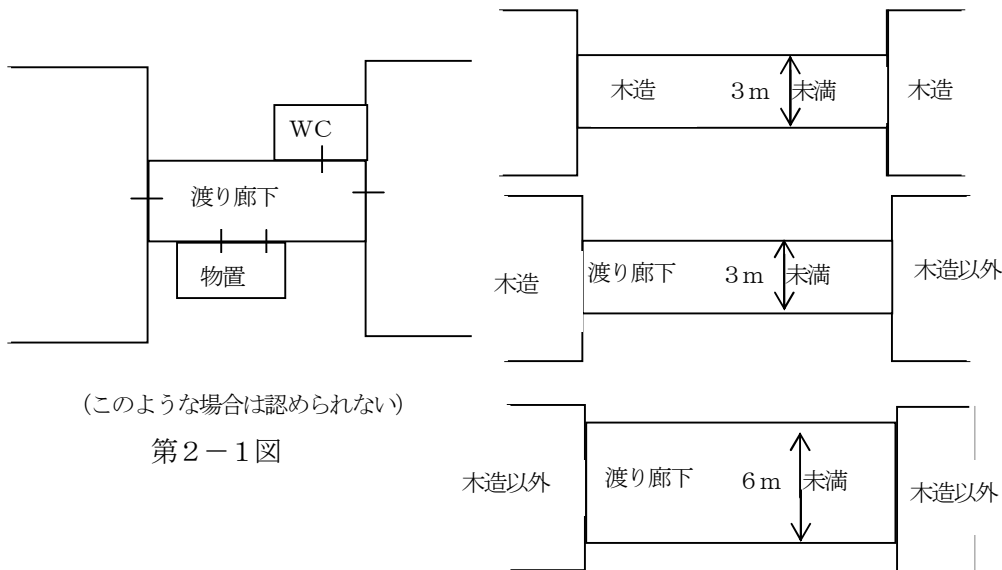 WC
渡り廊下
物置
(このような場合は認められない)
第2-1図
木造 3m 未満 木造
木造 渡り廊下 3m 未満 木造以外
木造以外 渡り廊下 6m 未満 木造以外